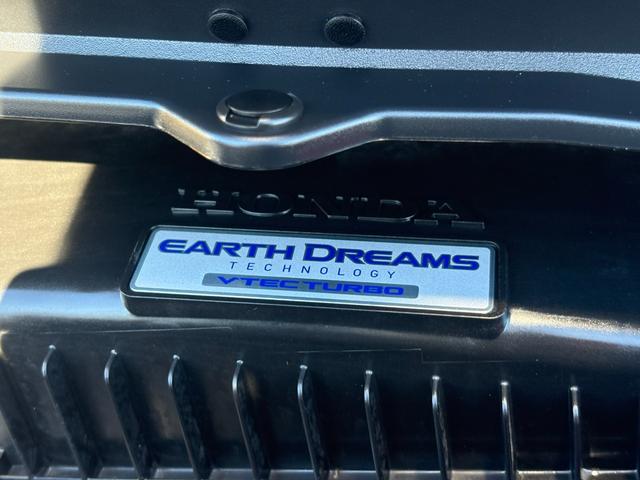 HONDA
EARTH DREAMS
TECHNOLOGY
VTEC TURBO